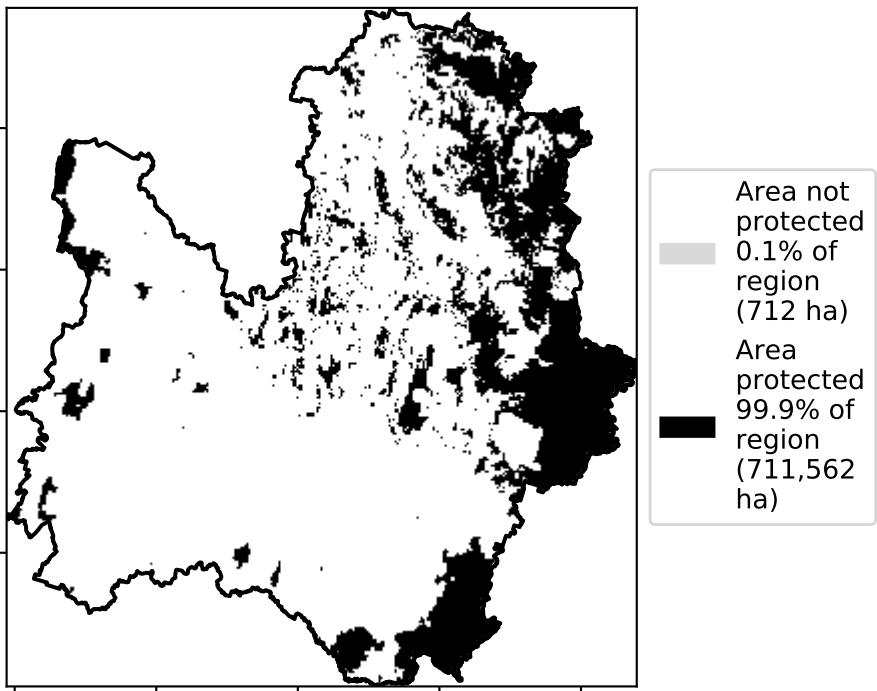 Area not
protected
0.1% of
region
(712 ha)
Area
protected
99.9% of
region
(711,562
ha)